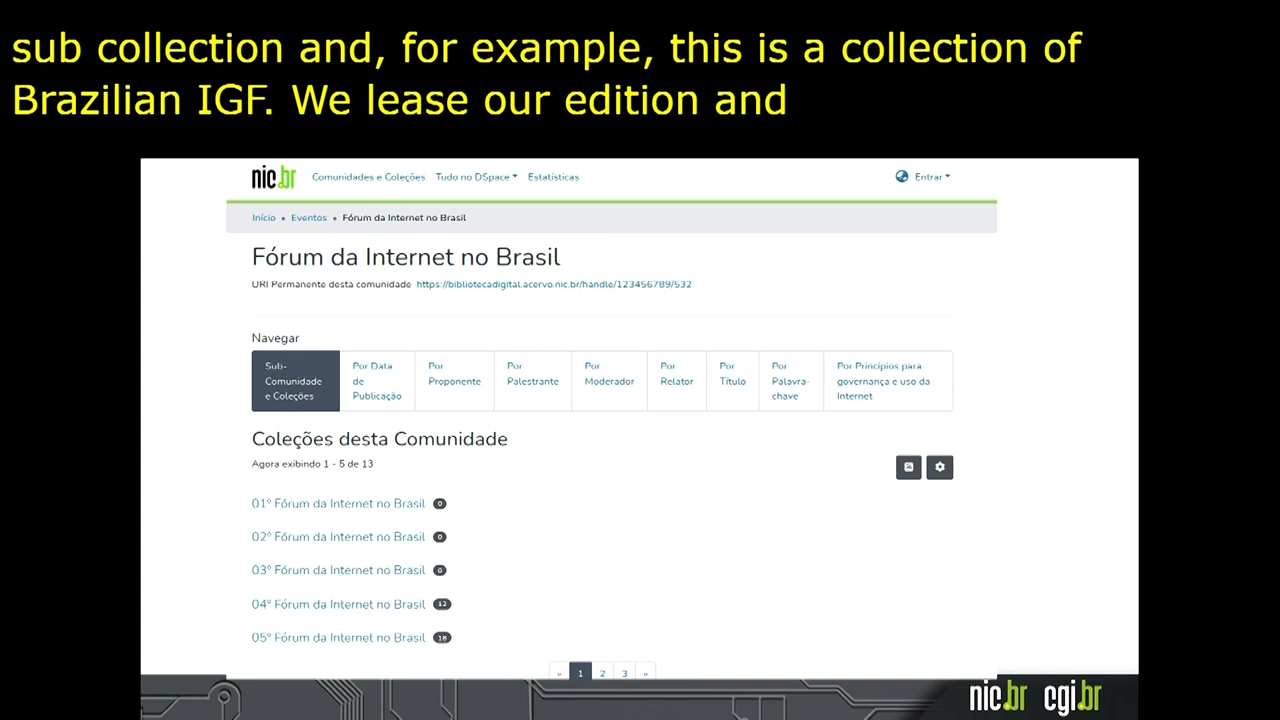 sub collection and, for example, this is a collection of
Brazilian IGF. We lease our edition and
nic.br Comunidades e Coleções Tudo no DSpace Estatísticas Entrar
Início • Eventos • Fórum da Internet no Brasil
Fórum da Internet no Brasil
URI Permanente desta comunidade https://bibliotecadigital.acervo.nic.br/handle/123456789/532
Navegar
Sub-Comunidade e Coleções
Por Data de Publicação
Por Proponente
Por Palestrante
Por Moderador
Por Relator
Por Título
Por Palavra-chave
Por Princípios para governança e uso da Internet
Coleções desta Comunidade
Agora exibindo 1 - 5 de 13
01º Fórum da Internet no Brasil 0
02º Fórum da Internet no Brasil 0
03º Fórum da Internet no Brasil 0
04º Fórum da Internet no Brasil 12
05º Fórum da Internet no Brasil 18
« 1 2 3 »
nic.br cgi.br